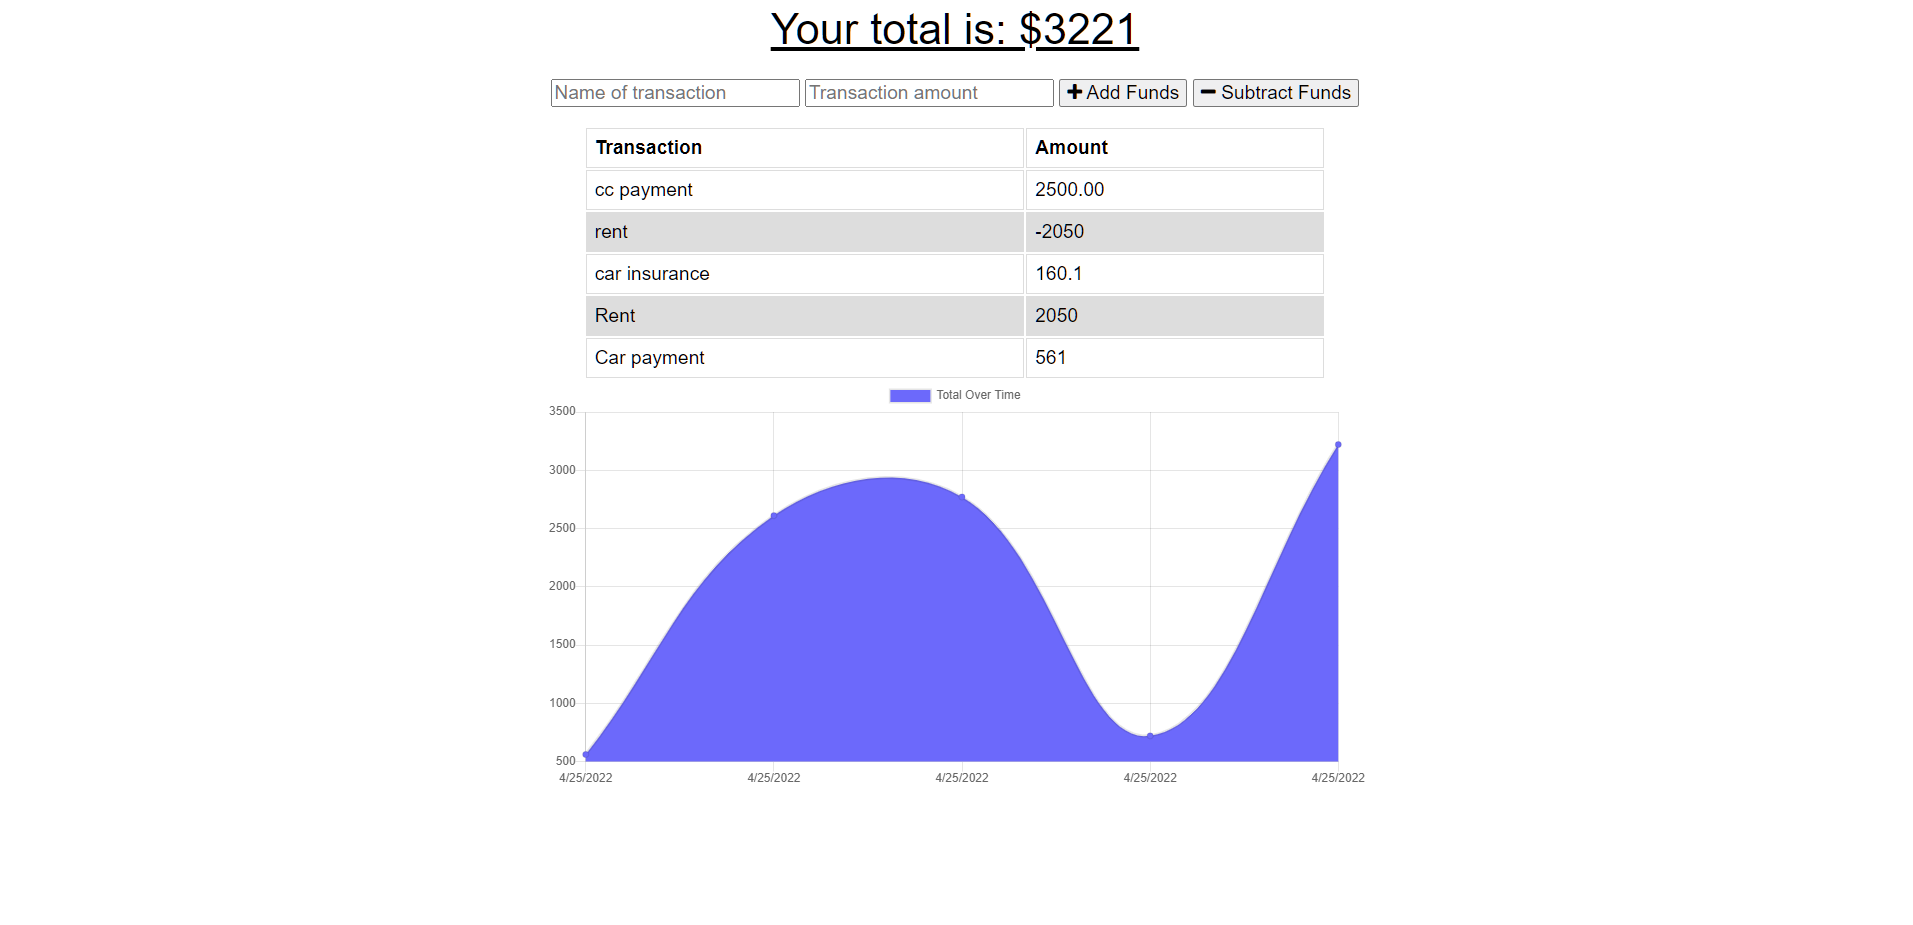 Your total is: $3221
Name of transaction Transaction amount Add Funds Subtract Funds
Transaction Amount
cc payment 2500.00
rent -2050
car insurance 160.1
Rent 2050
Car payment 561
Total Over Time
3500
3000
2500
2000
1500
1000
500
4/25/2022 4/25/2022 4/25/2022 4/25/2022 4/25/2022